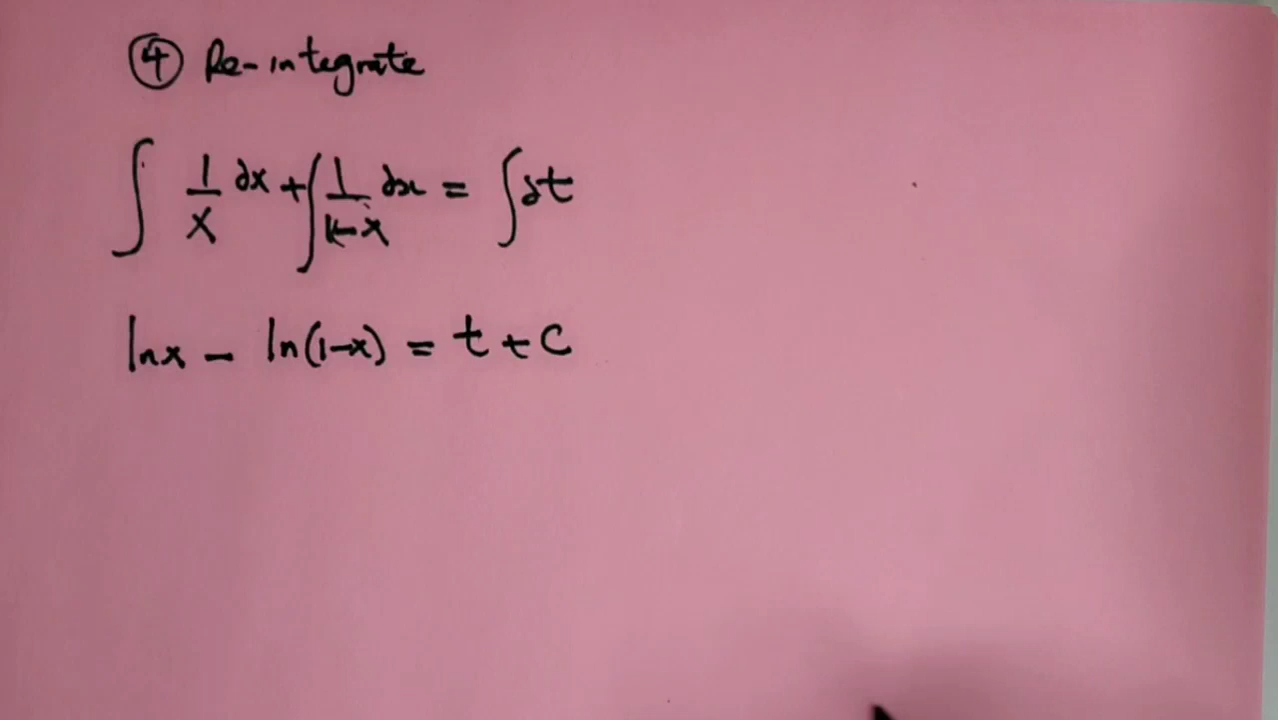 ④ Re-integrate
∫ 1/x dx + ∫ 1/(1-x) dx = ∫ dt
ln x - ln(1-x) = t + c